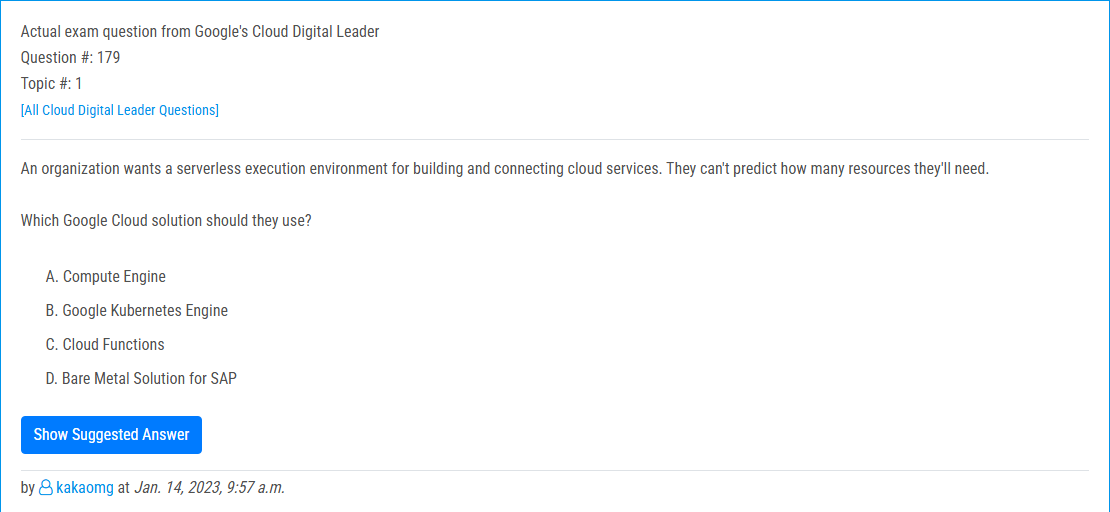 Actual exam question from Google's Cloud Digital Leader
Question #: 179
Topic #: 1
[All Cloud Digital Leader Questions]
An organization wants a serverless execution environment for building and connecting cloud services. They can't predict how many resources they'll need.
Which Google Cloud solution should they use?
A. Compute Engine
B. Google Kubernetes Engine
C. Cloud Functions
D. Bare Metal Solution for SAP
Show Suggested Answer
by kakaomg at Jan. 14, 2023, 9:57 a.m.